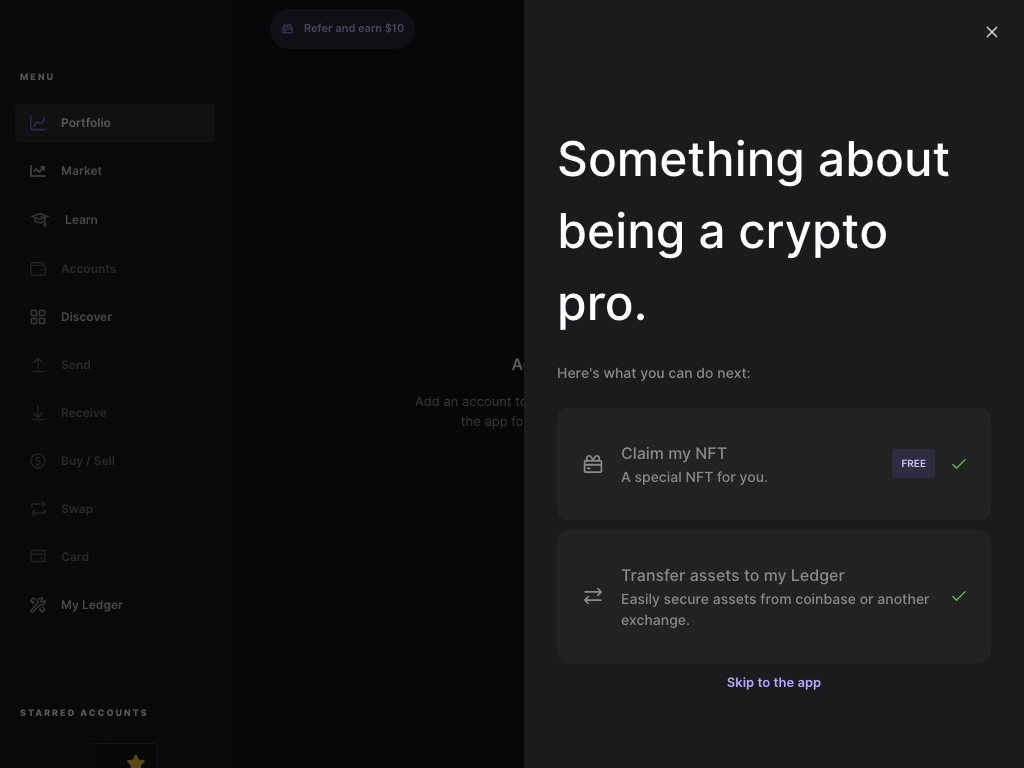 Refer and earn $10
MENU
Portfolio
Market
Learn
Accounts
Discover
Send
Receive
Buy / Sell
Swap
Card
My Ledger
STARRED ACCOUNTS
Add an account to
the app fo
Something about
being a crypto
pro.
Here's what you can do next:
Claim my NFT
A special NFT for you.
FREE
Transfer assets to my Ledger
Easily secure assets from coinbase or another
exchange.
Skip to the app